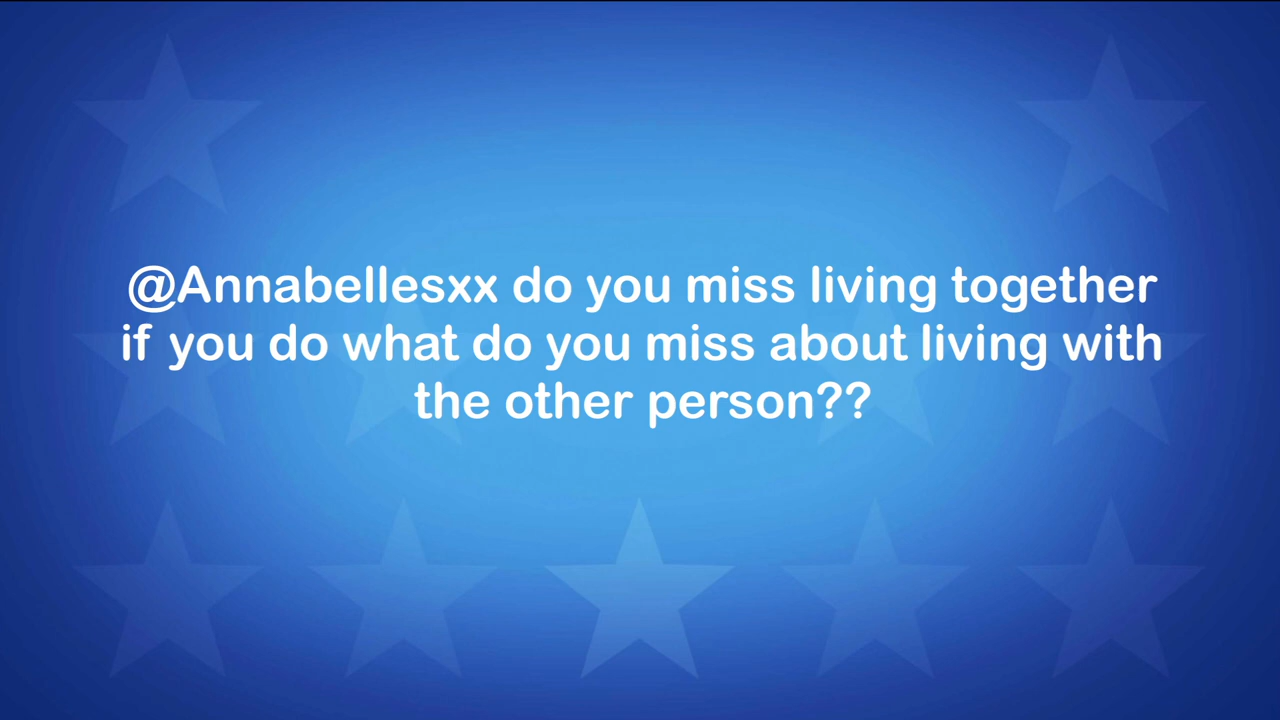 @Annabellesxx do you miss living together
if you do what do you miss about living with
the other person??